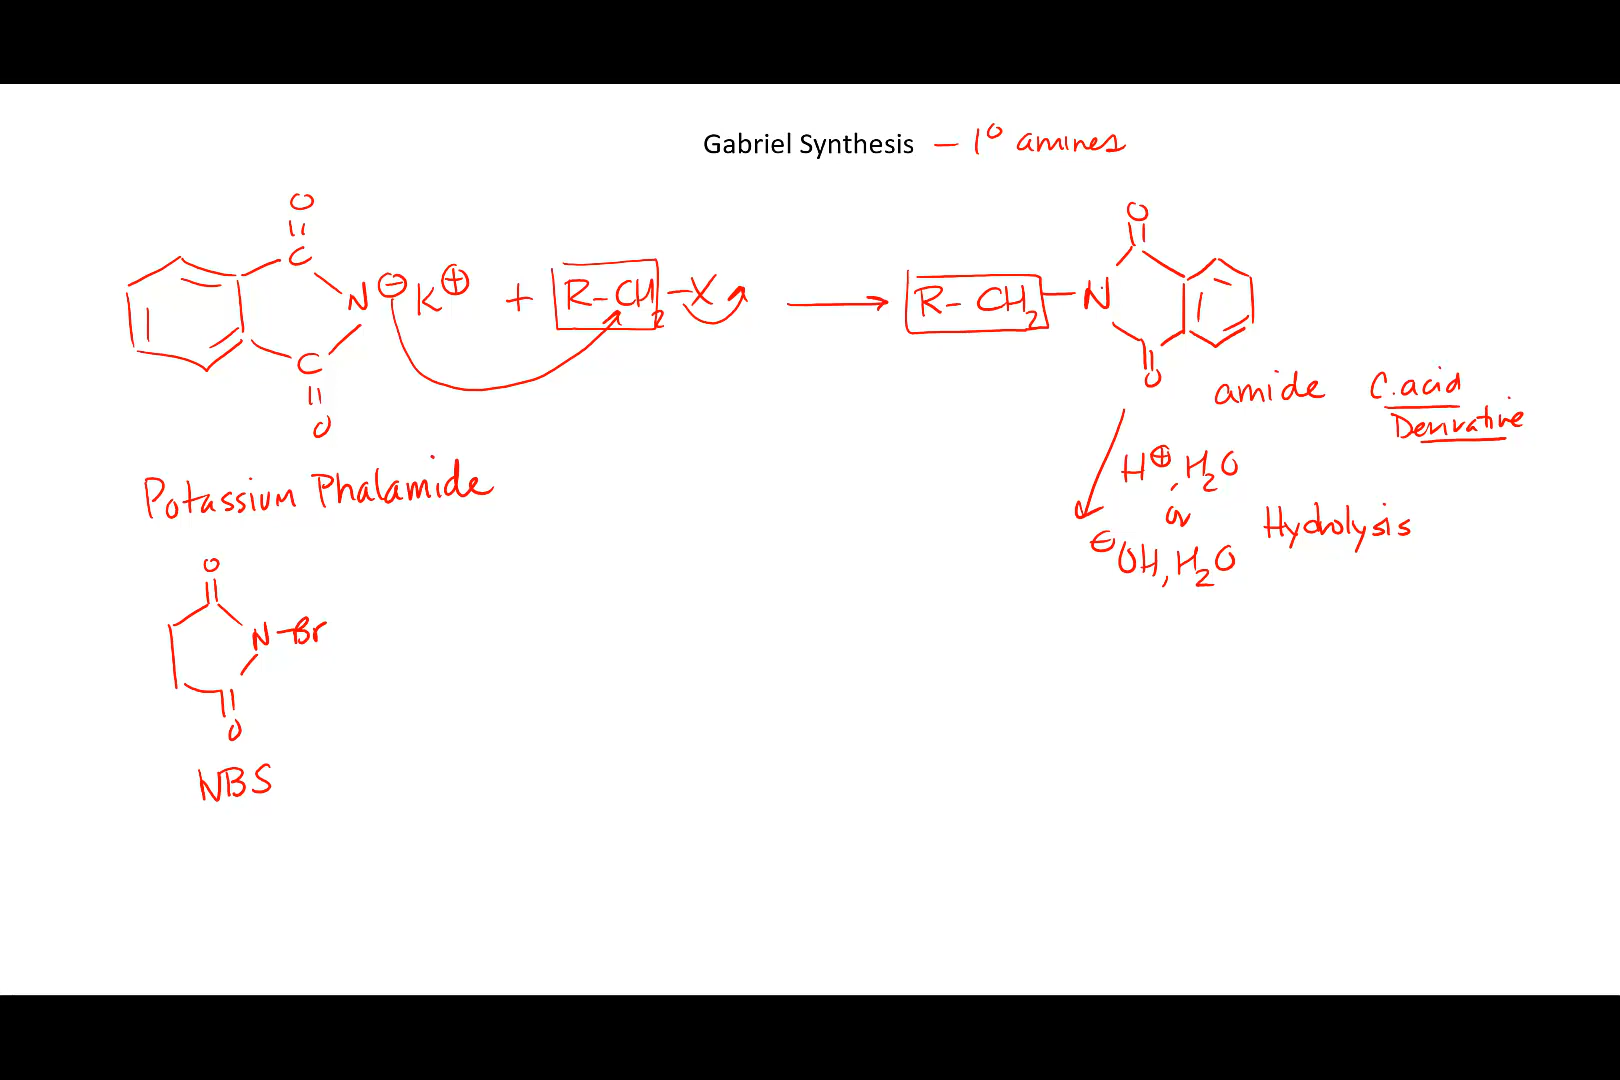 Gabriel Synthesis – 1° amines
O
C
N ⊖ K ⊕ + R-CH2-X
C
O
O
R-CH2-N
O
amide C.acid
Derivative
Potassium Phalamide
H⊕, H2O
or
⊖OH, H2O
Hydrolysis
O
N-Br
O
NBS